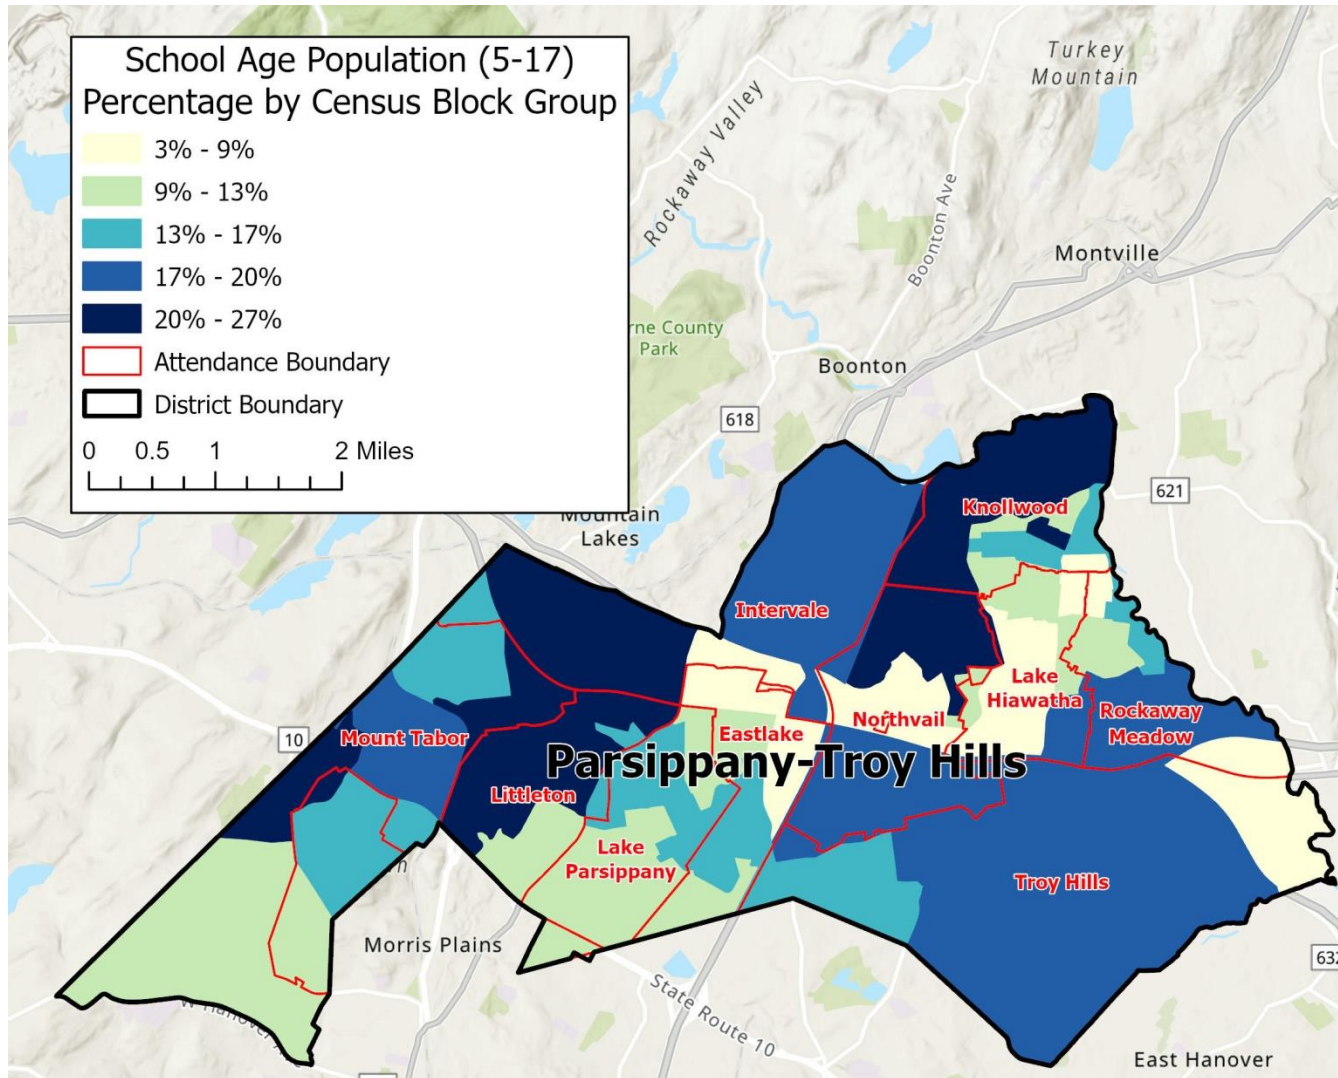 School Age Population (5-17)
Percentage by Census Block Group
3% - 9%
9% - 13%
13% - 17%
17% - 20%
20% - 27%
Attendance Boundary
District Boundary
0 0.5 1 2 Miles
Turkey
Mountain
Rockaway Valley
Boonton Ave
Montville
County
Park
Boonton
618
621
Knollwood
Mountain
Lakes
Intervale
Lake
Hiawatha
Northvail
Rockaway
Meadow
10
Mount Tabor
Eastlake
Parsippany-Troy Hills
Littleton
Lake
Parsippany
Troy Hills
Morris Plains
632
State Route 10
East Hanover